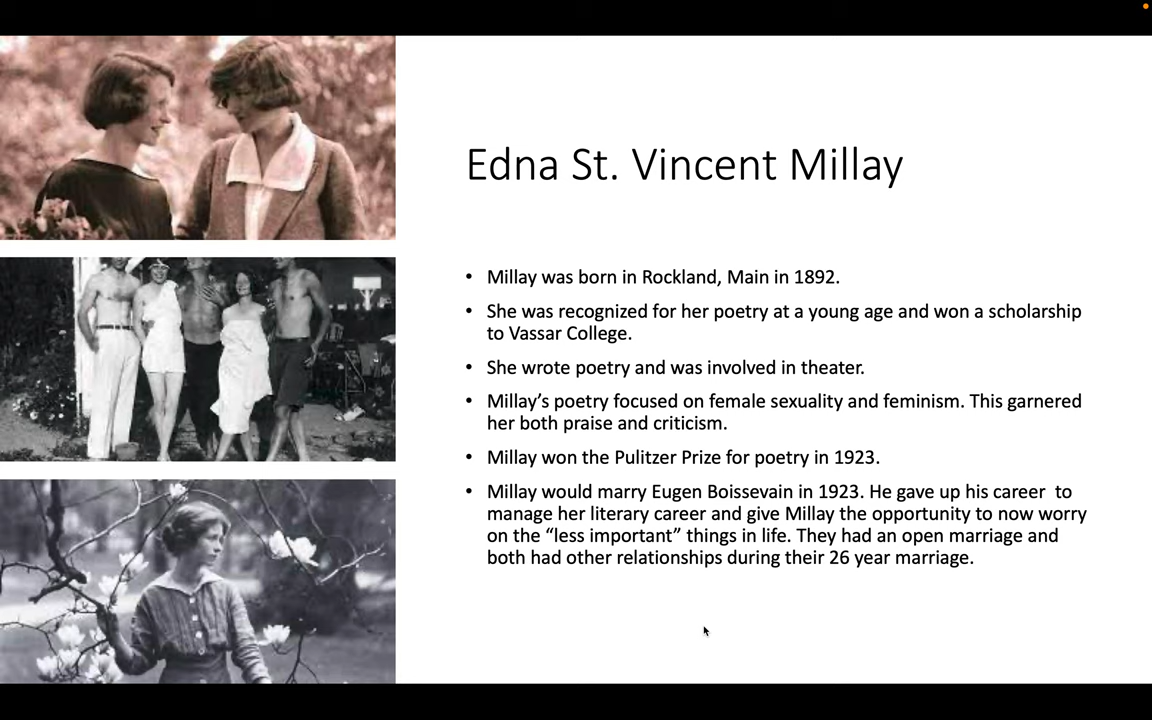 Edna St. Vincent Millay
• Millay was born in Rockland, Main in 1892.
• She was recognized for her poetry at a young age and won a scholarship
to Vassar College.
• She wrote poetry and was involved in theater.
• Millay’s poetry focused on female sexuality and feminism. This garnered
her both praise and criticism.
• Millay won the Pulitzer Prize for poetry in 1923.
• Millay would marry Eugen Boissevain in 1923. He gave up his career  to
manage her literary career and give Millay the opportunity to now worry
on the “less important” things in life. They had an open marriage and
both had other relationships during their 26 year marriage.